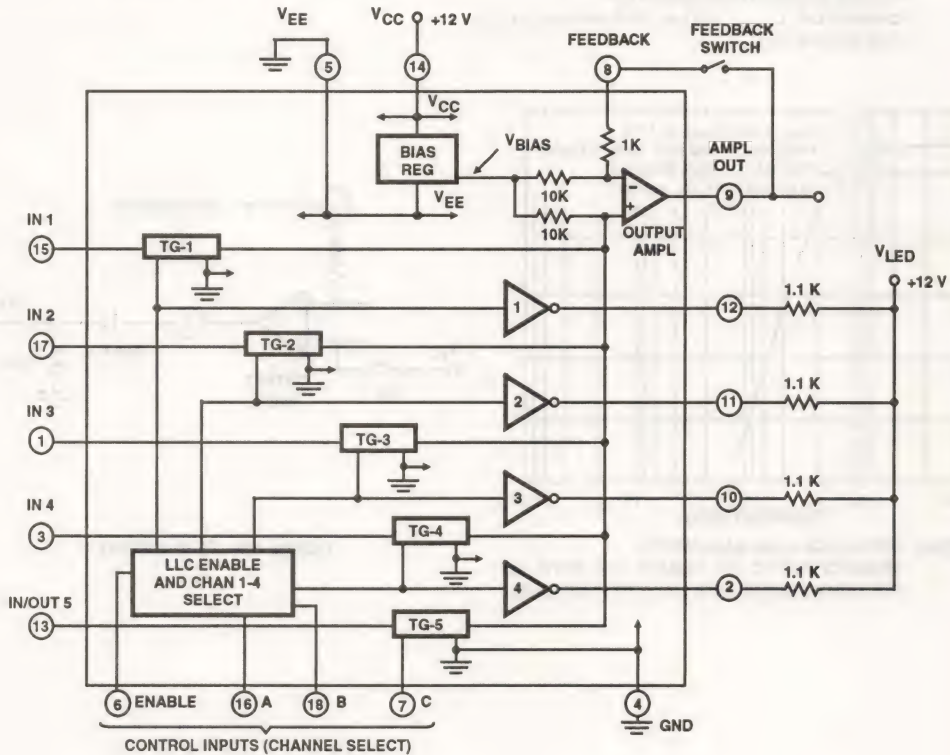 VEE
VCC
+12 V
FEEDBACK
FEEDBACK
SWITCH
5
14
8
VCC
BIAS
REG
VBIAS
1K
VEE
10K
10K
−
+
OUTPUT
AMPL
AMPL
OUT
9
IN 1
15
TG-1
VLED
+12 V
1
12
1.1 K
IN 2
17
TG-2
2
11
1.1 K
IN 3
1
TG-3
3
10
1.1 K
IN 4
3
TG-4
LLC ENABLE
AND CHAN 1-4
SELECT
4
2
1.1 K
IN/OUT 5
13
TG-5
6 ENABLE
16 A
18 B
7 C
4 GND
CONTROL INPUTS (CHANNEL SELECT)